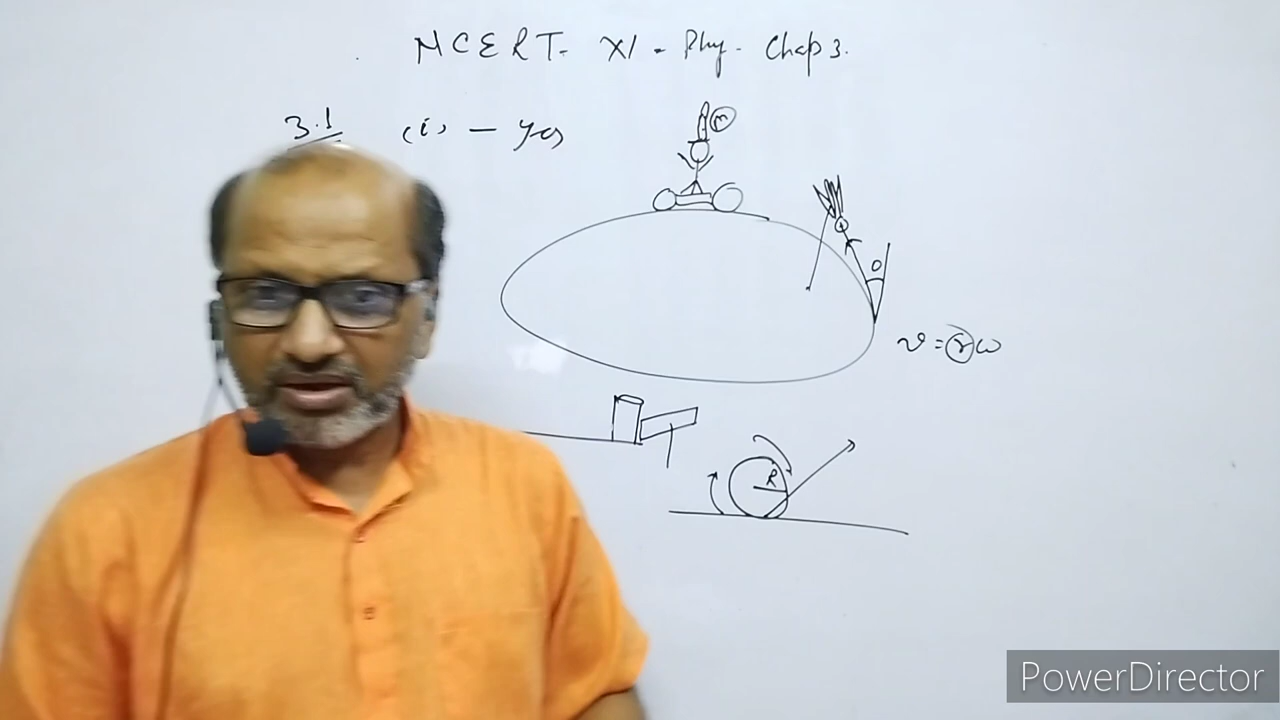 NCERT- XI - Phy - Chap 3.
3.1 (i) - yes
m
θ
v = rω
R
PowerDirector